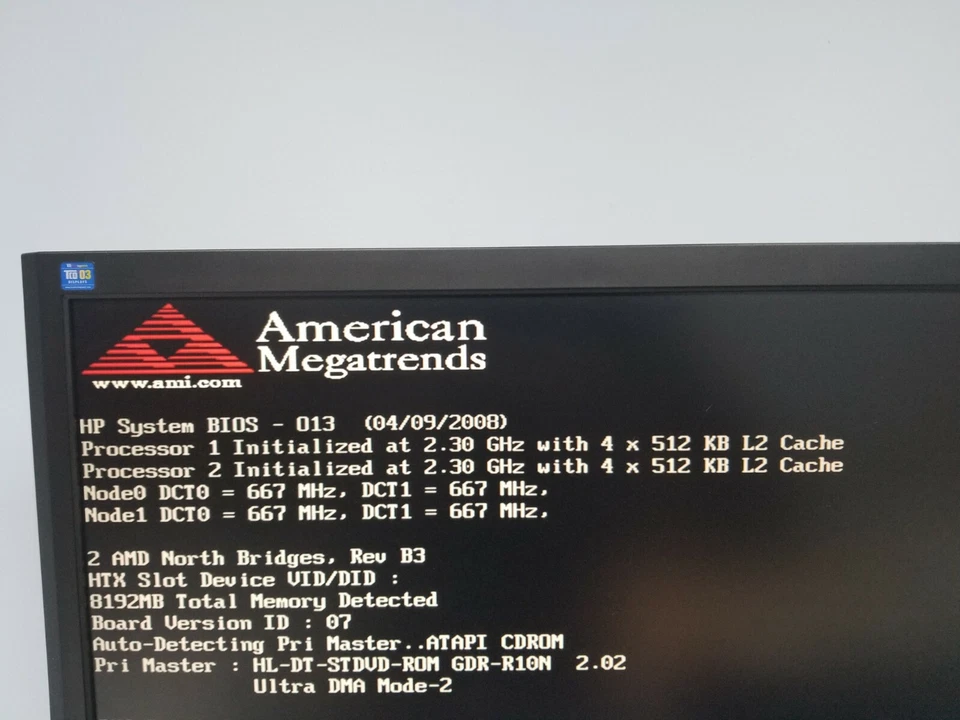 TCO 03
DISPLAYS
American
Megatrends
www.ami.com
HP System BIOS - O13 (04/09/2008)
Processor 1 Initialized at 2.30 GHz with 4 x 512 KB L2 Cache
Processor 2 Initialized at 2.30 GHz with 4 x 512 KB L2 Cache
Node0 DCT0 = 667 MHz, DCT1 = 667 MHz,
Node1 DCT0 = 667 MHz, DCT1 = 667 MHz,
2 AMD North Bridges, Rev B3
HTX Slot Device VID/DID :
8192MB Total Memory Detected
Board Version ID : 07
Auto-Detecting Pri Master..ATAPI CDROM
Pri Master : HL-DT-STDVD-ROM GDR-R10N 2.02
Ultra DMA Mode-2